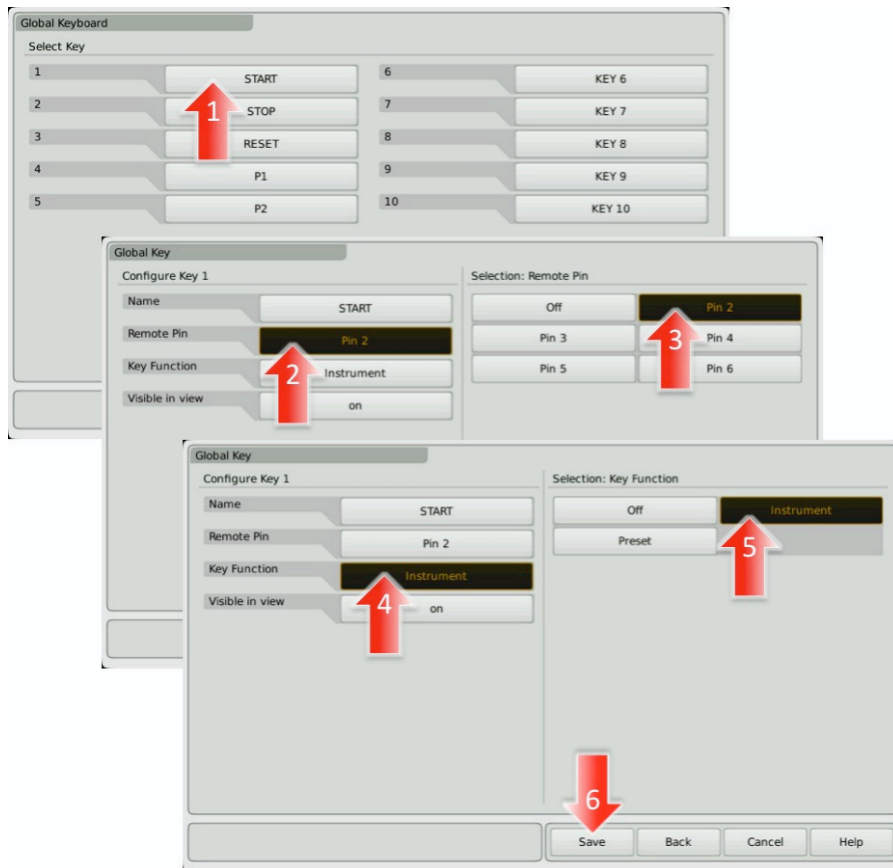 Global Keyboard
Select Key
1 START 6 KEY 6
2 STOP 7 KEY 7
3 RESET 8 KEY 8
4 P1 9 KEY 9
5 P2 10 KEY 10
1
Global Key
Configure Key 1 Selection: Remote Pin
Name START Off Pin 2
Remote Pin Pin 2 Pin 3 Pin 4
Key Function Instrument Pin 5 Pin 6
Visible in view on
2
3
Global Key
Configure Key 1 Selection: Key Function
Name START Off Instrument
Remote Pin Pin 2 Preset
Key Function Instrument
Visible in view on
4
5
6
Save Back Cancel Help